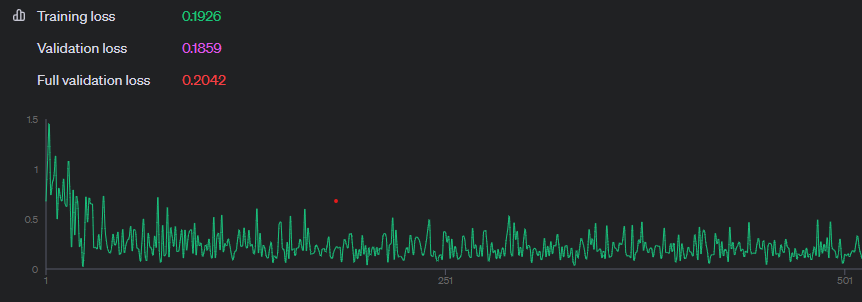 Training loss 0.1926
Validation loss 0.1859
Full validation loss 0.2042
1.5
1
0.5
0
1 251 501